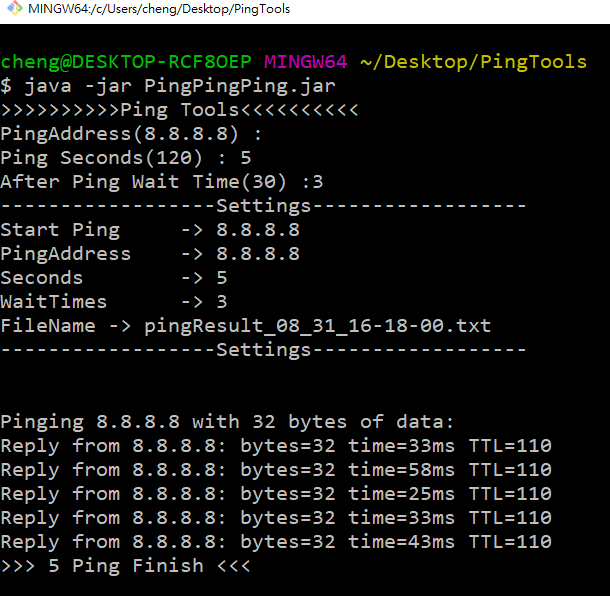 MINGW64:/c/Users/cheng/Desktop/PingTools
cheng@DESKTOP-RCF8OEP MINGW64 ~/Desktop/PingTools
$ java -jar PingPingPing.jar
>>>>>>>>>>Ping Tools<<<<<<<<<<
PingAddress(8.8.8.8) :
Ping Seconds(120) : 5
After Ping Wait Time(30) :3
------------------Settings------------------
Start Ping     -> 8.8.8.8
PingAddress    -> 8.8.8.8
Seconds        -> 5
WaitTimes      -> 3
FileName -> pingResult_08_31_16-18-00.txt
------------------Settings------------------
Pinging 8.8.8.8 with 32 bytes of data:
Reply from 8.8.8.8: bytes=32 time=33ms TTL=110
Reply from 8.8.8.8: bytes=32 time=58ms TTL=110
Reply from 8.8.8.8: bytes=32 time=25ms TTL=110
Reply from 8.8.8.8: bytes=32 time=33ms TTL=110
Reply from 8.8.8.8: bytes=32 time=43ms TTL=110
>>> 5 Ping Finish <<<